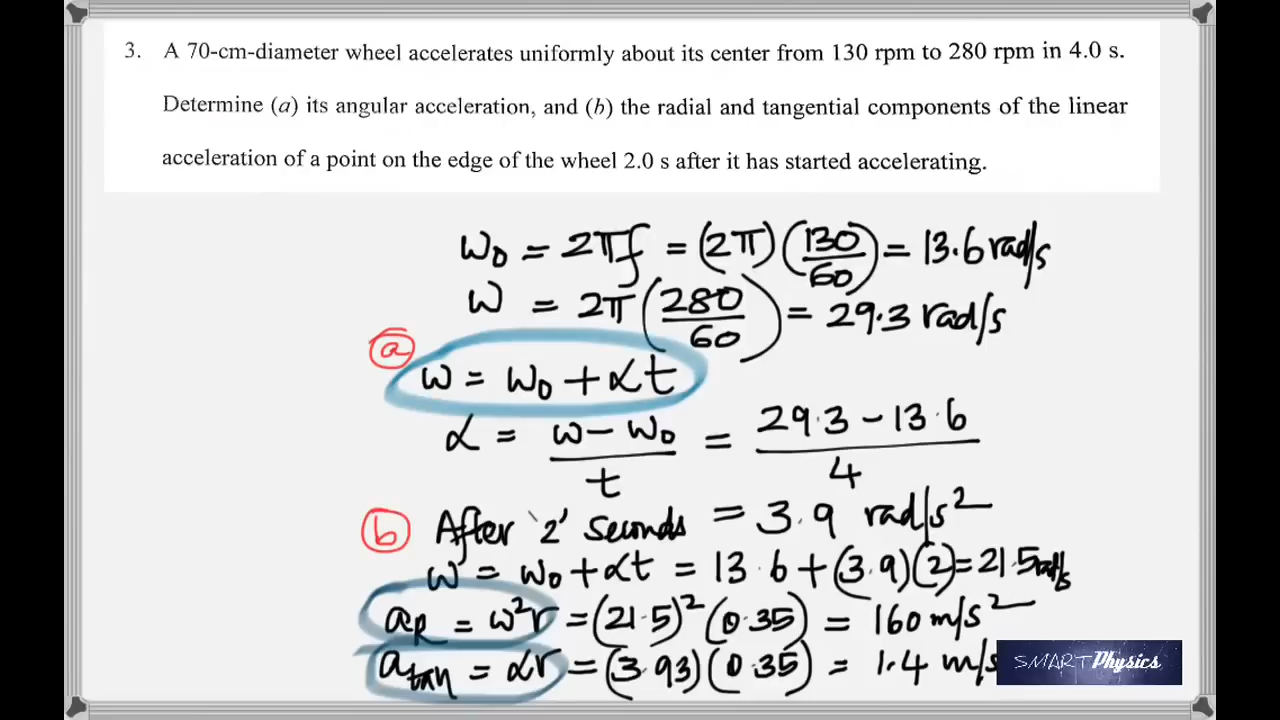 3. A 70-cm-diameter wheel accelerates uniformly about its center from 130 rpm to 280 rpm in 4.0 s.
Determine (a) its angular acceleration, and (b) the radial and tangential components of the linear
acceleration of a point on the edge of the wheel 2.0 s after it has started accelerating.
ω₀ = 2πf = (2π)(130/60) = 13.6 rad/s
ω = 2π(280/60) = 29.3 rad/s
(a)
ω = ω₀ + αt
α = (ω – ω₀)/t = (29.3 – 13.6)/4
(b) After '2' seconds = 3.9 rad/s²
ω = ω₀ + αt = 13.6 + (3.9)(2) = 21.5 rad/s
a_R = ω²r = (21.5)²(0.35) = 160 m/s²
a_tan = αr = (3.93)(0.35) = 1.4 m/s
SMART Physics